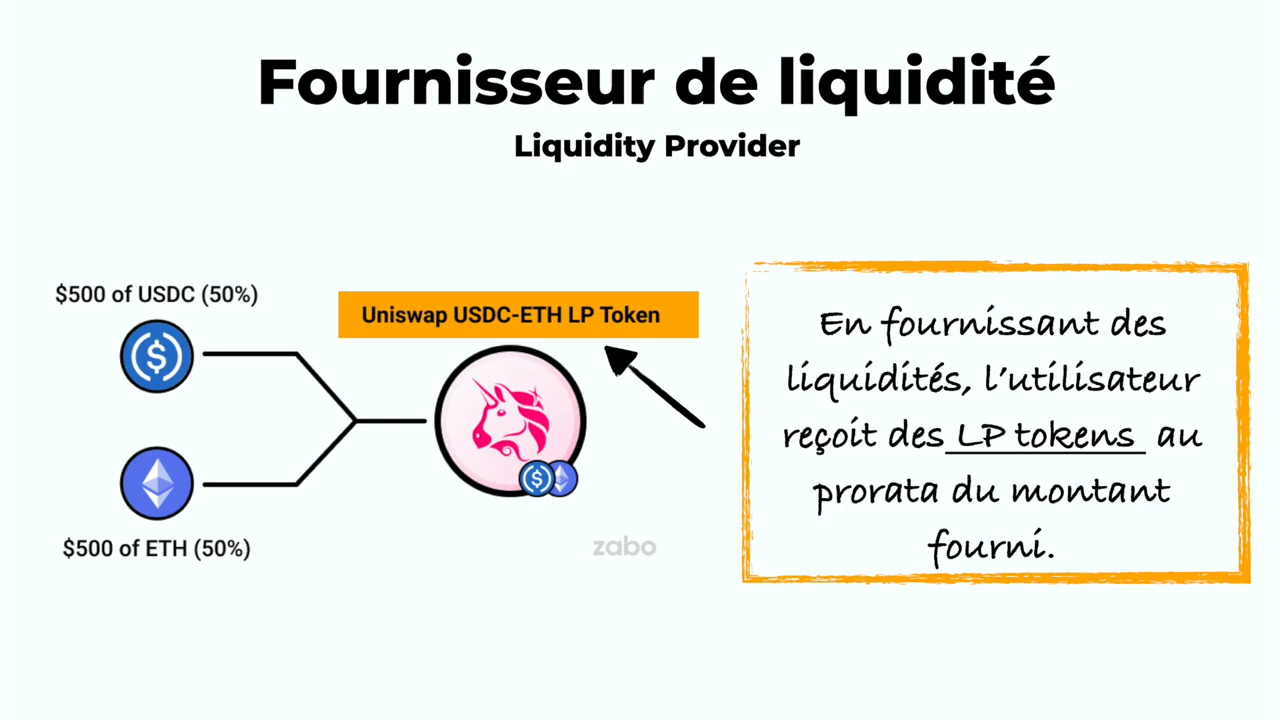 Fournisseur de liquidité
Liquidity Provider
$500 of USDC (50%)
Uniswap USDC-ETH LP Token
$500 of ETH (50%)
zabo
En fournissant des
liquidités, l'utilisateur
reçoit des LP tokens au
prorata du montant
fourni.